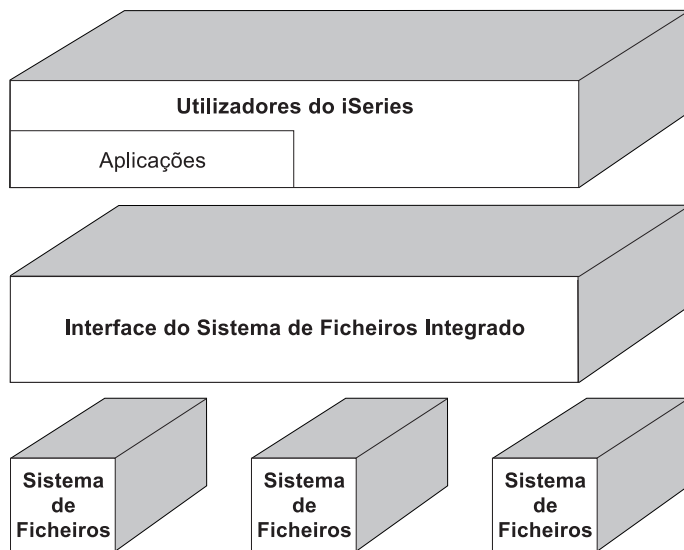 Utilizadores do iSeries
Aplicações
Interface do Sistema de Ficheiros Integrado
Sistema
de
Ficheiros
Sistema
de
Ficheiros
Sistema
de
Ficheiros